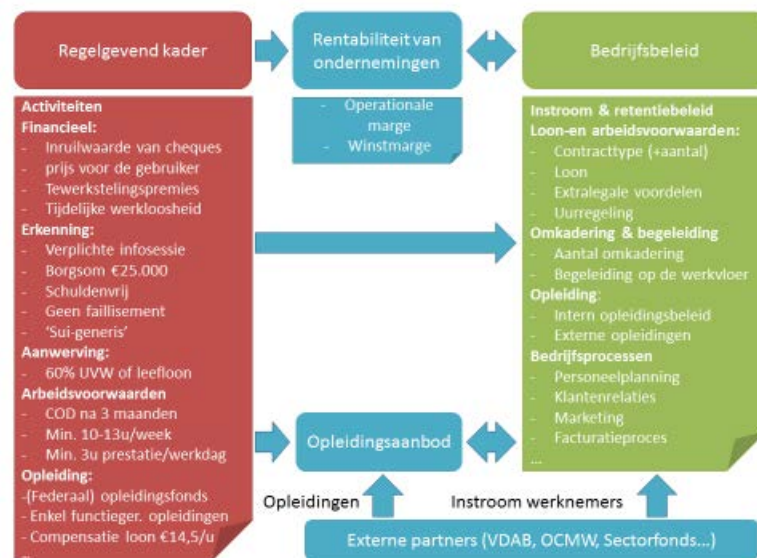 Regelgevend kader
Rentabiliteit van
ondernemingen
Bedrijfsbeleid
Activiteiten
Financieel:
- Inruilwaarde van cheques
- prijs voor de gebruiker
- Tewerkstelingspremies
- Tijdelijke werkloosheid
Erkenning:
- Verplichte infosessie
- Borgsom €25.000
- Schuldenvrij
- Geen faillisement
- ‘Sui-generis’
Aanwerving:
- 60% UVW of leefloon
Arbeidsvoorwaarden
- COD na 3 maanden
- Min. 10-13u/week
- Min. 3u prestatie/werkdag
Opleiding:
-(Federaal) opleidingsfonds
- Enkel functieger. opleidingen
- Compensatie loon €14,5/u
- Operationale
marge
- Winstmarge
Instroom & retentiebeleid
Loon-en arbeidsvoorwaarden:
- Contracttype (+aantal)
- Loon
- Extralegale voordelen
- Uurregeling
Omkadering & begeleiding
- Aantal omkadering
- Begeleiding op de werkvloer
Opleiding:
- Intern opleidingsbeleid
- Externe opleidingen
Bedrijfsprocessen
- Personeelplanning
- Klantenrelaties
- Marketing
- Facturatieproces
...
Opleidingsaanbod
Opleidingen
Instroom werknemers
Externe partners (VDAB, OCMW, Sectorfonds...)